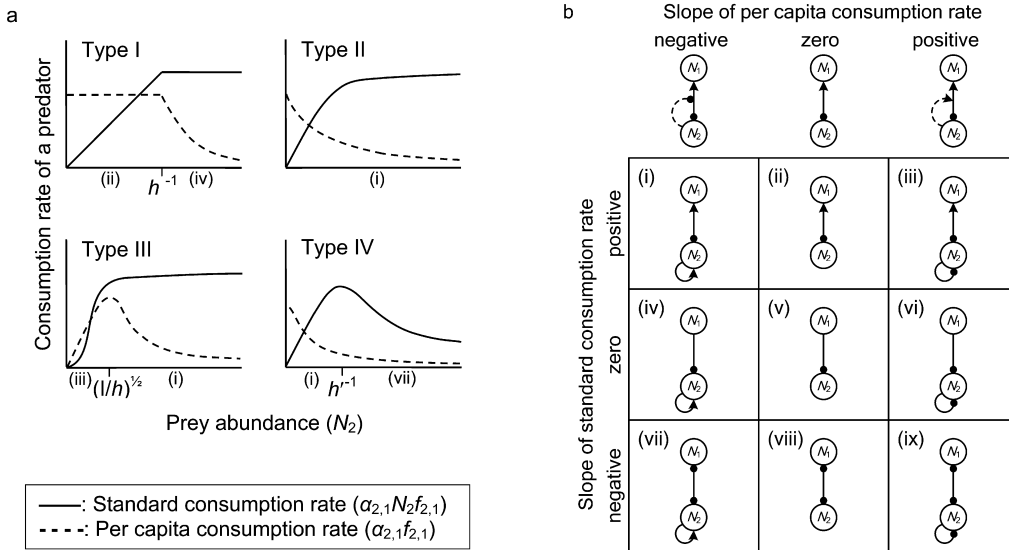 a
Consumption rate of a predator
Type I
(ii)
h⁻¹
(iv)
Type II
(i)
Type III
(iii)
(I/h)^½
(i)
Type IV
(i)
h'⁻¹
(vii)
Prey abundance (N₂)
: Standard consumption rate (α₂,₁N₂f₂,₁)
: Per capita consumption rate (α₂,₁f₂,₁)
b
Slope of per capita consumption rate
negative zero positive
N₁ N₁ N₁
N₂ N₂ N₂
Slope of standard consumption rate
positive
(i) (ii) (iii)
N₁ N₁ N₁
N₂ N₂ N₂
zero
(iv) (v) (vi)
N₁ N₁ N₁
N₂ N₂ N₂
negative
(vii) (viii) (ix)
N₁ N₁ N₁
N₂ N₂ N₂